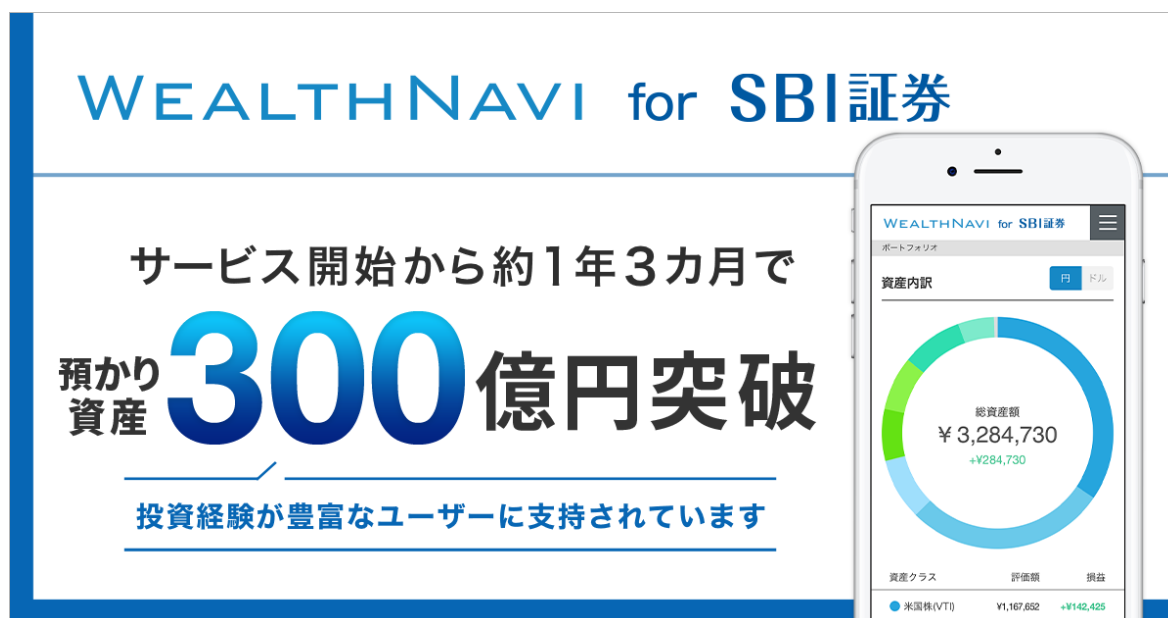 WEALTHNAVI for SBI証券
サービス開始から約1年3カ月で
預かり資産300億円突破
投資経験が豊富なユーザーに支持されています
WEALTHNAVI for SBI証券
ポートフォリオ
資産内訳
円 ドル
総資産額
¥3,284,730
+¥284,730
資産クラス 評価額 損益
米国株(VTI) ¥1,167,652 +¥142,425